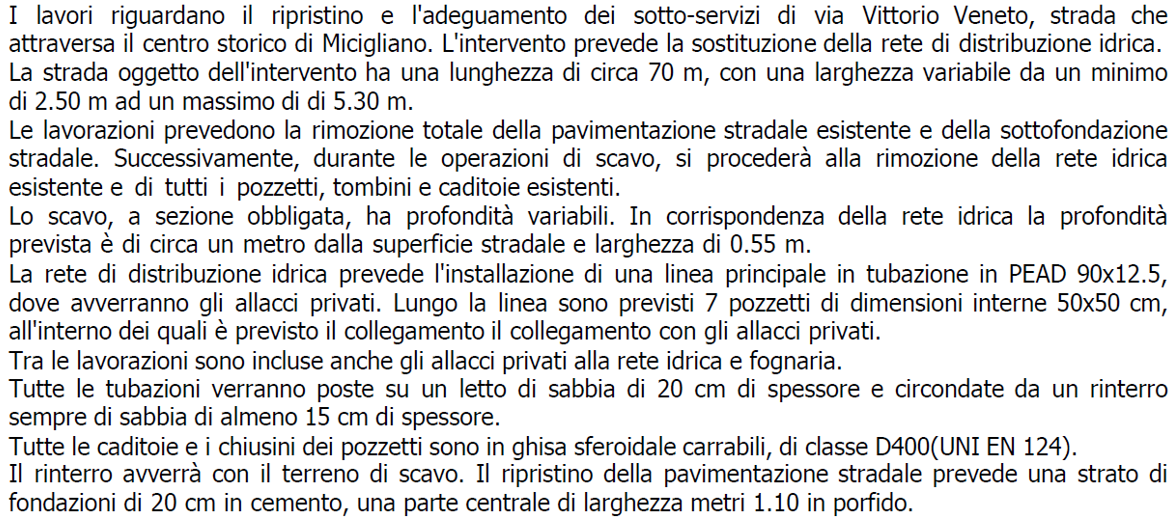 I lavori riguardano il ripristino e l'adeguamento dei sotto-servizi di via Vittorio Veneto, strada che
attraversa il centro storico di Micigliano. L'intervento prevede la sostituzione della rete di distribuzione idrica.
La strada oggetto dell'intervento ha una lunghezza di circa 70 m, con una larghezza variabile da un minimo
di 2.50 m ad un massimo di di 5.30 m.
Le lavorazioni prevedono la rimozione totale della pavimentazione stradale esistente e della sottofondazione
stradale. Successivamente, durante le operazioni di scavo, si procederà alla rimozione della rete idrica
esistente e di tutti i pozzetti, tombini e caditoie esistenti.
Lo scavo, a sezione obbligata, ha profondità variabili. In corrispondenza della rete idrica la profondità
prevista è di circa un metro dalla superficie stradale e larghezza di 0.55 m.
La rete di distribuzione idrica prevede l'installazione di una linea principale in tubazione in PEAD 90x12.5,
dove avverranno gli allacci privati. Lungo la linea sono previsti 7 pozzetti di dimensioni interne 50x50 cm,
all'interno dei quali è previsto il collegamento il collegamento con gli allacci privati.
Tra le lavorazioni sono incluse anche gli allacci privati alla rete idrica e fognaria.
Tutte le tubazioni verranno poste su un letto di sabbia di 20 cm di spessore e circondate da un rinterro
sempre di sabbia di almeno 15 cm di spessore.
Tutte le caditoie e i chiusini dei pozzetti sono in ghisa sferoidale carrabili, di classe D400(UNI EN 124).
Il rinterro avverrà con il terreno di scavo. Il ripristino della pavimentazione stradale prevede una strato di
fondazioni di 20 cm in cemento, una parte centrale di larghezza metri 1.10 in porfido.